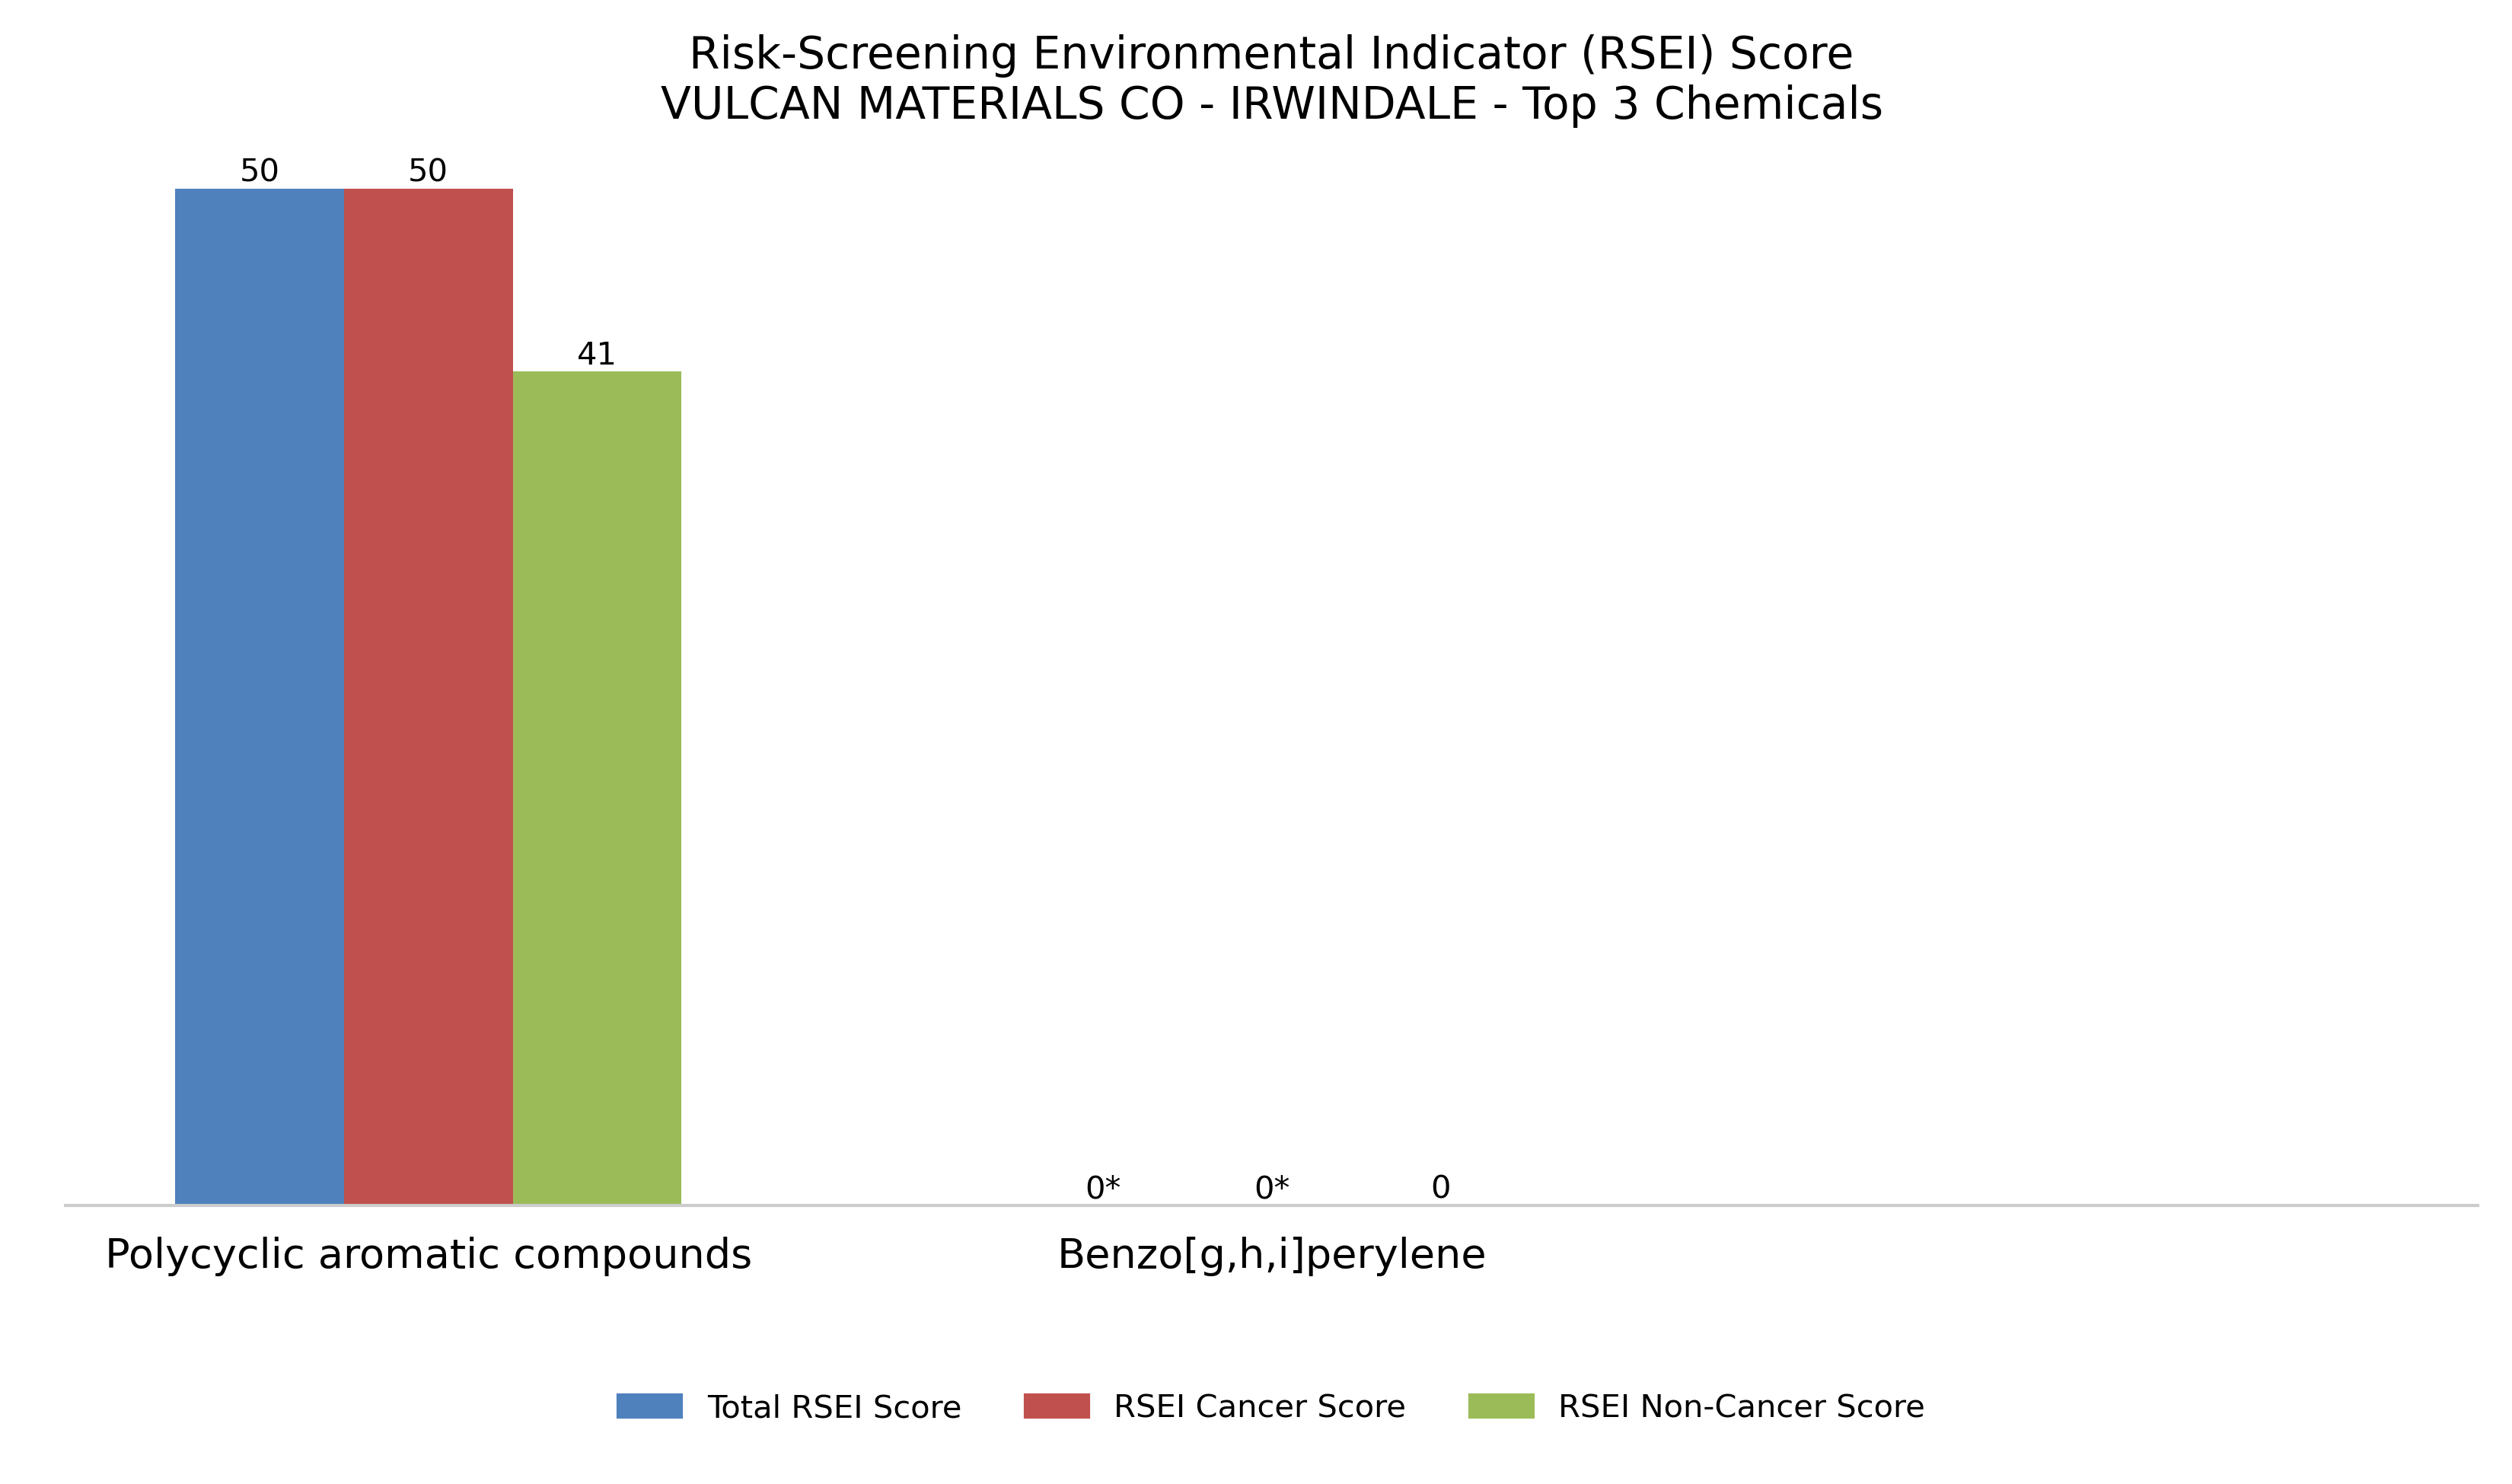 Risk-Screening Environmental Indicator (RSEI) Score
VULCAN MATERIALS CO - IRWINDALE - Top 3 Chemicals
50 50
41
0* 0* 0
Polycyclic aromatic compounds Benzo[g,h,i]perylene
Total RSEI Score RSEI Cancer Score RSEI Non-Cancer Score